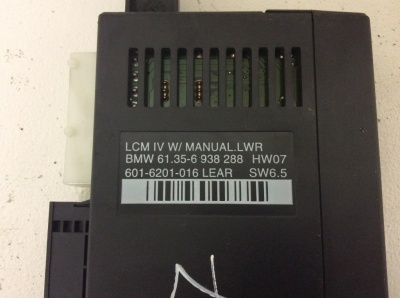 LCM IV W/ MANUAL.LWR
BMW 61.35-6 938 288 HW07
601-6201-016 LEAR SW6.5
N